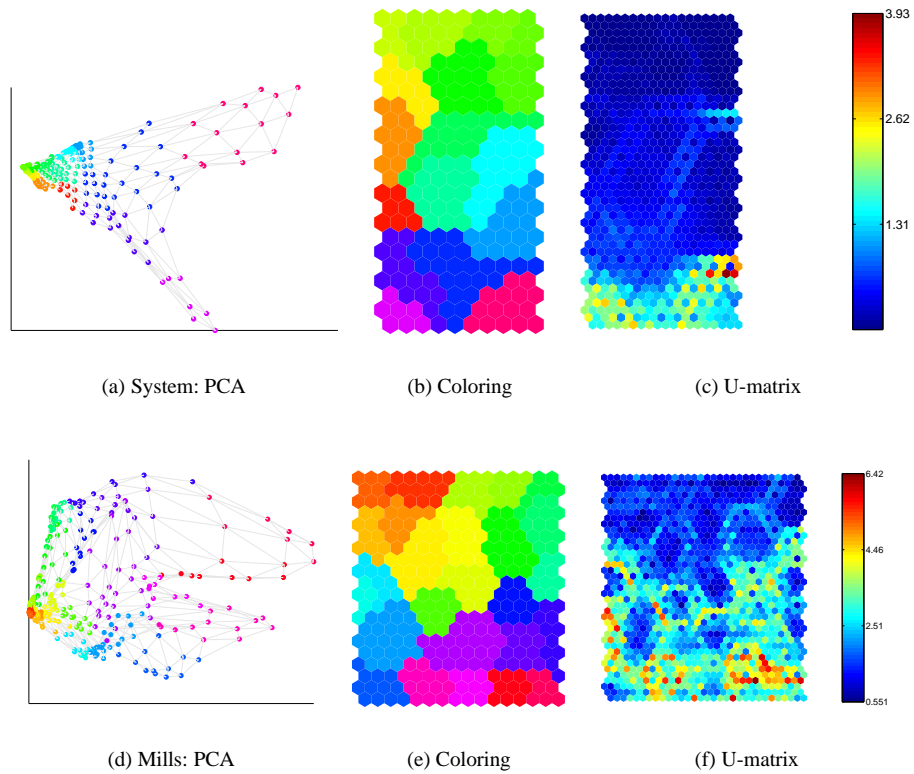 3.93
2.62
1.31
(a) System: PCA
(b) Coloring
(c) U-matrix
6.42
4.46
2.51
0.551
(d) Mills: PCA
(e) Coloring
(f) U-matrix